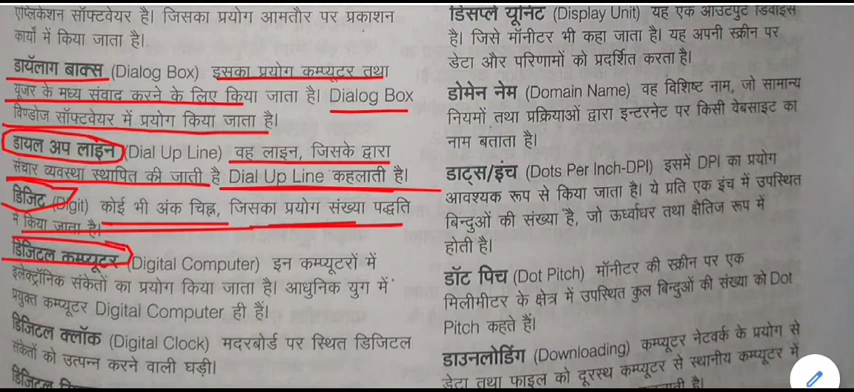 एप्लिकेशन सॉफ्टवेयर है। जिसका प्रयोग आमतौर पर प्रकाशन
कार्यों में किया जाता है।
डायॅलाग बाक्स (Dialog Box) इसका प्रयोग कम्प्यूटर तथा
यूजर के मध्य संवाद करने के लिए किया जाता है। Dialog Box
विण्डोज सॉफ्टवेयर में प्रयोग किया जाता है।
डायल अप लाइन (Dial Up Line) वह लाइन, जिसके द्वारा
संचार व्यवस्था स्थापित की जाती है Dial Up Line कहलाती है।
डिजिट (Digit) कोई भी अंक चिह्न, जिसका प्रयोग संख्या पद्धति
में किया जाता है।
डिजिटल कम्प्यूटर (Digital Computer) इन कम्प्यूटरों में
इलेक्ट्रॉनिक संकेतों का प्रयोग किया जाता है। आधुनिक युग में
प्रयुक्त कम्प्यूटर Digital Computer ही हैं।
डिजिटल क्लॉक (Digital Clock) मदरबोर्ड पर स्थित डिजिटल
संकेतों को उत्पन्न करने वाली घड़ी।
डिजिटल
डिसप्ले यूनिट (Display Unit) यह एक आउटपुट डिवाइस
है। जिसे मॉनीटर भी कहा जाता है। यह अपनी स्क्रीन पर
डेटा और परिणामों को प्रदर्शित करता है।
डोमेन नेम (Domain Name) वह विशिष्ट नाम, जो सामान्य
नियमों तथा प्रक्रियाओं द्वारा इन्टरनेट पर किसी वेबसाइट का
नाम बताता है।
डाट्स/इंच (Dots Per Inch-DPI) इसमें DPI का प्रयोग
आवश्यक रूप से किया जाता है। ये प्रति एक इंच में उपस्थित
बिन्दुओं की संख्या है, जो ऊर्ध्वाधर तथा क्षैतिज रूप में
होती है।
डॉट पिच (Dot Pitch) मॉनीटर की स्क्रीन पर एक
मिलीमीटर के क्षेत्र में उपस्थित कुल बिन्दुओं की संख्या को Dot
Pitch कहते हैं।
डाउनलोडिंग (Downloading) कम्प्यूटर नेटवर्क के प्रयोग से
डेटा तथा फाइल को दूरस्थ कम्प्यूटर से स्थानीय कम्प्यूटर में